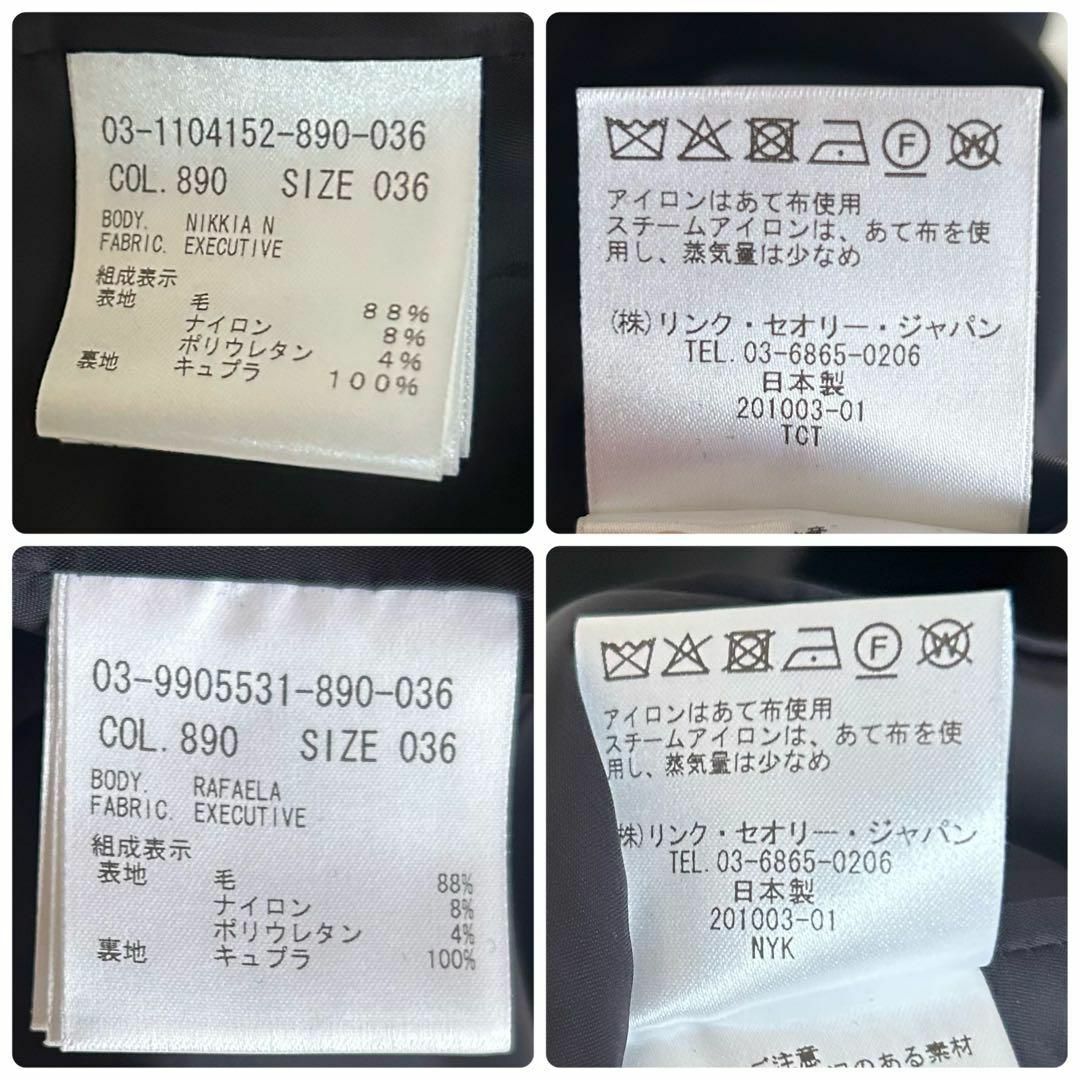 03-1104152-890-036
COL. 890 SIZE 036
BODY. NIKKIA N
FABRIC. EXECUTIVE
組成表示
表地 毛 88%
ナイロン 8%
ポリウレタン 4%
裏地 キュプラ 100%
F
W
アイロンはあて布使用
スチームアイロンは、あて布を使
用し、蒸気量は少なめ
(株)リンク・セオリー・ジャパン
TEL. 03-6865-0206
日本製
201003-01
TCT
03-9905531-890-036
COL. 890 SIZE 036
BODY. RAFAELA
FABRIC. EXECUTIVE
組成表示
表地 毛 88%
ナイロン 8%
ポリウレタン 4%
裏地 キュプラ 100%
F
W
アイロンはあて布使用
スチームアイロンは、あて布を使
用し、蒸気量は少なめ
株)リンク・セオリー・ジャパン
TEL. 03-6865-0206
日本製
201003-01
NYK
ご注意
のある素材